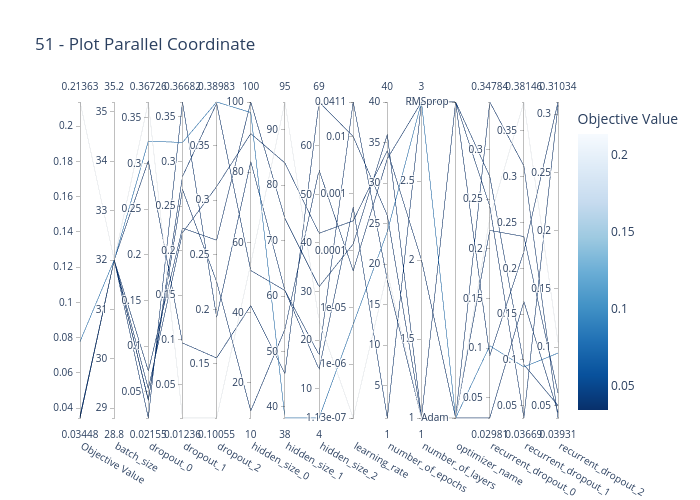 51 - Plot Parallel Coordinate
0.21363 35.2 0.36726 0.36682 0.38983 100 95 69 0.0411 40 3 RMSprop 0.34784 0.38146 0.31034
Objective Value
0.2 0.18 0.16 0.14 0.12 0.1 0.08 0.06 0.04
35 34 33 32 31 30 29
0.35 0.3 0.25 0.2 0.15 0.1 0.05
0.35 0.3 0.25 0.2 0.15 0.1 0.05
0.35 0.3 0.25 0.2 0.15
100 80 60 40 20
90 80 70 60 50 40
60 50 40 30 20 10
0.01 0.001 0.0001 1e-05 1e-06
40 35 30 25 20 15 10 5
2.5 2 1.5 1
0.3 0.25 0.2 0.15 0.1 0.05
0.35 0.3 0.25 0.2 0.15 0.1 0.05
0.3 0.25 0.2 0.15 0.1 0.05
0.2
0.15
0.1
0.05
1.13e-07 Adam
0.03448 28.8 0.02155 0.01236 0.10055 10 38 4 1 1 0.02981 0.03669 0.03931
Objective Value
batch_size
dropout_0
dropout_1
dropout_2
hidden_size_0
hidden_size_1
hidden_size_2
learning_rate
number_of_epochs
number_of_layers
optimizer_name
recurrent_dropout_0
recurrent_dropout_1
recurrent_dropout_2